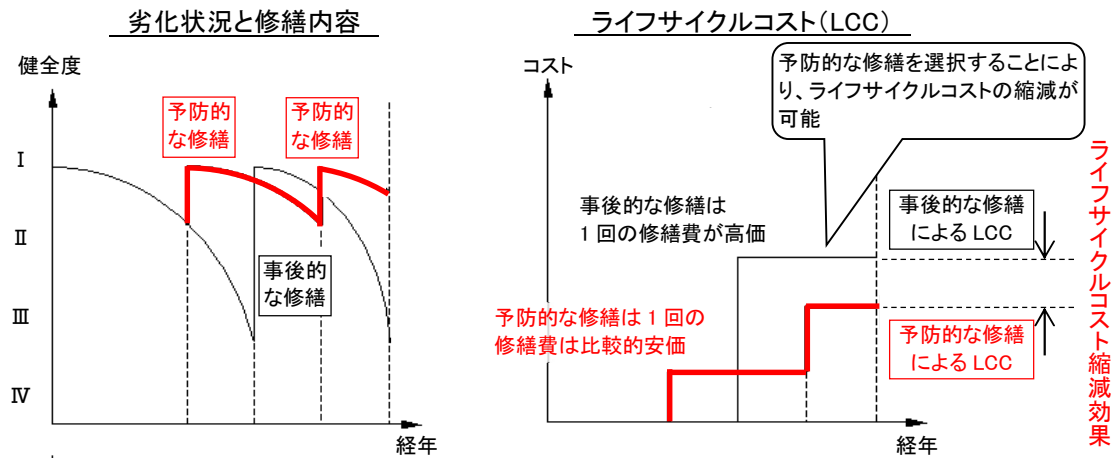 劣化状況と修繕内容
健全度
予防的
な修繕
予防的
な修繕
Ⅰ
Ⅱ
事後的
な修繕
Ⅲ
Ⅳ
経年
ライフサイクルコスト(LCC)
コスト
予防的な修繕を選択することによ
り、ライフサイクルコストの縮減が
可能
事後的な修繕は
1 回の修繕費が高価
事後的な修繕
による LCC
予防的な修繕は 1 回の
修繕費は比較的安価
予防的な修繕
による LCC
経年
ライフサイクルコスト縮減効果